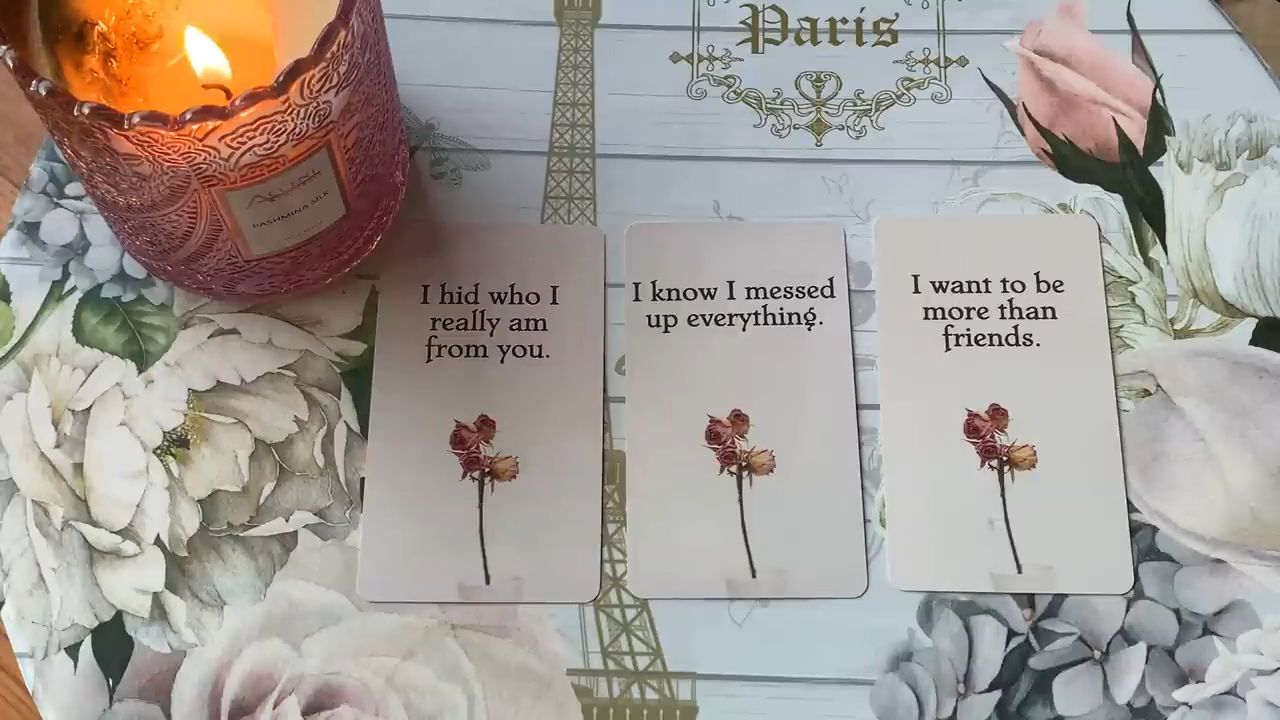 Paris
PASHMINA SILK
I hid who I
really am
from you.
I know I messed
up everything.
I want to be
more than
friends.